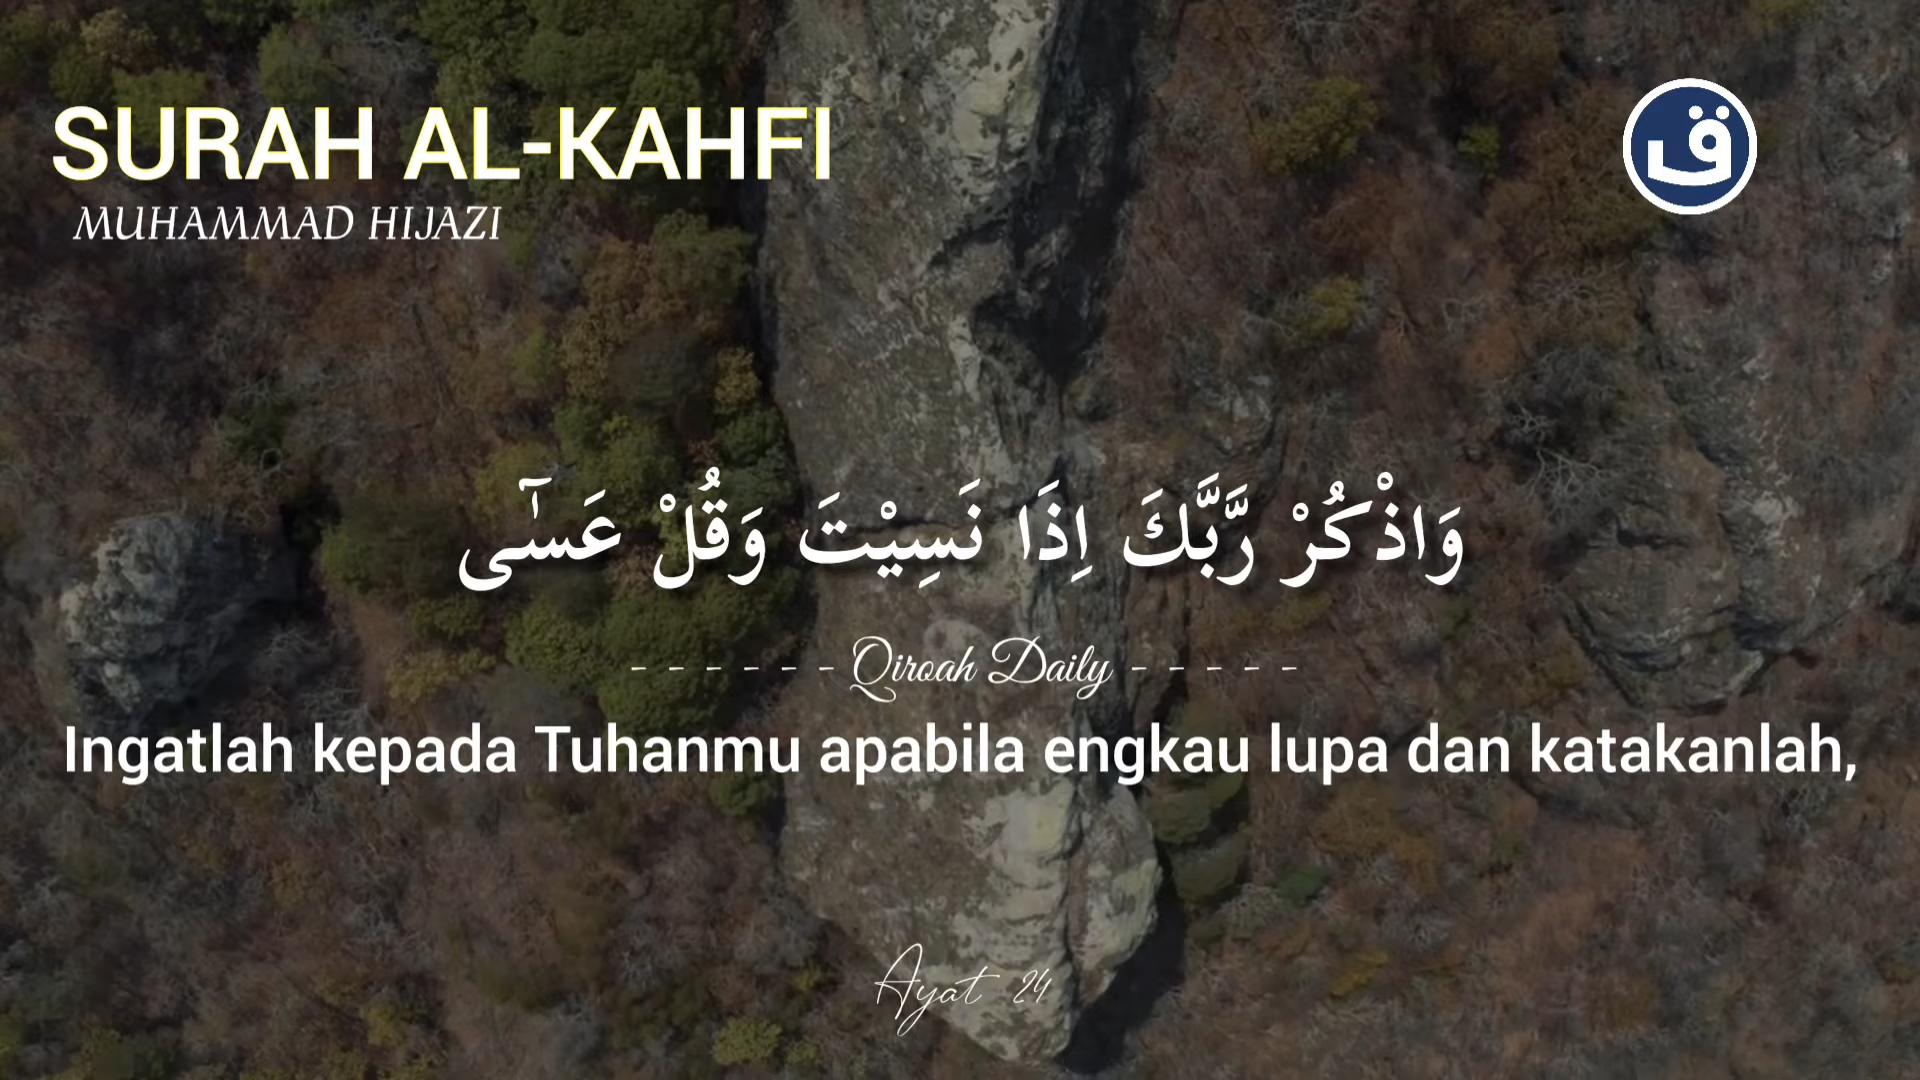 SURAH AL-KAHFI
MUHAMMAD HIJAZI
ق
وَاذْكُرْ رَّبَّكَ اِذَا نَسِيْتَ وَقُلْ عَسٰٓى
- - - - - - Qiroah Daily - - - - -
Ingatlah kepada Tuhanmu apabila engkau lupa dan katakanlah,
Ayat 24